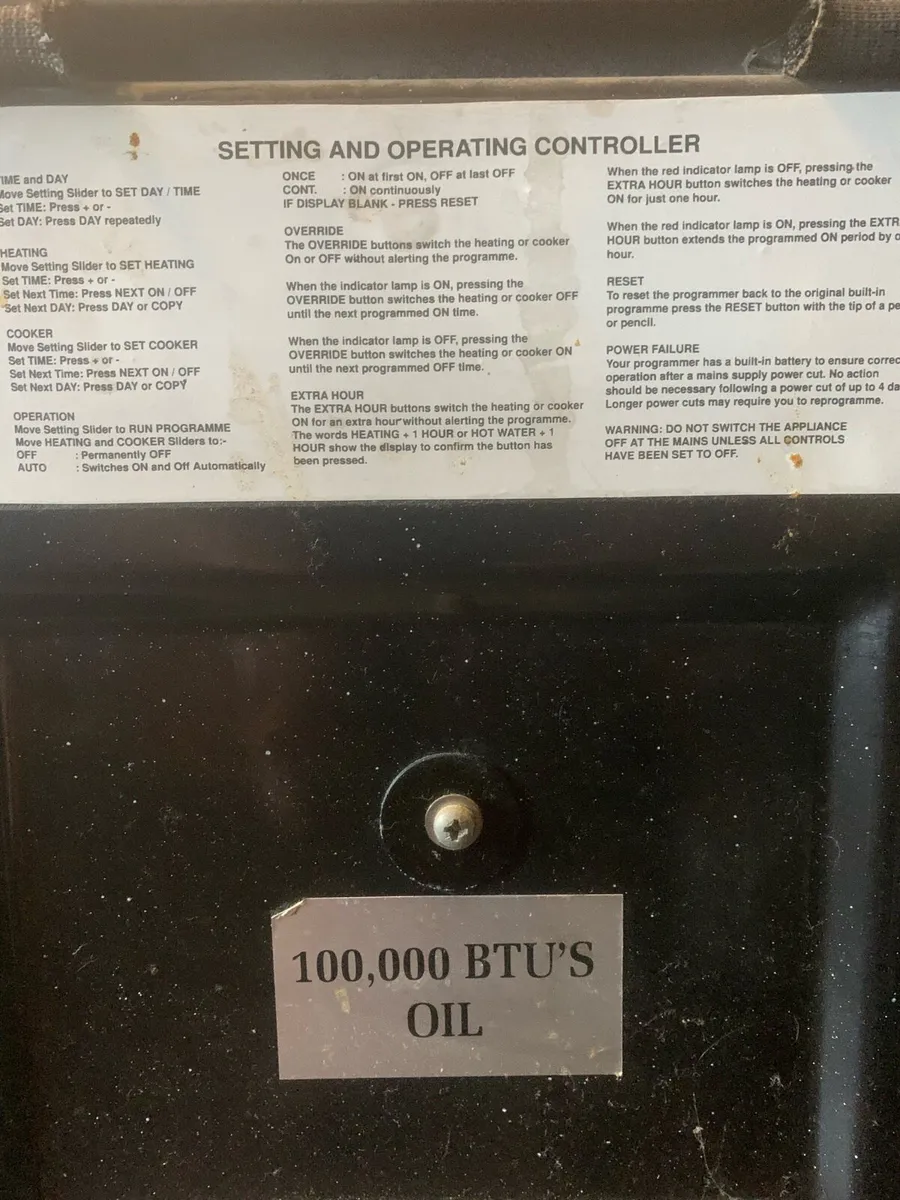 SETTING AND OPERATING CONTROLLER
IME and DAY
Move Setting Slider to SET DAY / TIME
Set TIME: Press + or -
Set DAY: Press DAY repeatedly
HEATING
Move Setting Slider to SET HEATING
Set TIME: Press + or -
Set Next Time: Press NEXT ON / OFF
Set Next DAY: Press DAY or COPY
COOKER
Move Setting Slider to SET COOKER
Set TIME: Press + or -
Set Next Time: Press NEXT ON / OFF
Set Next DAY: Press DAY or COPY
OPERATION
Move Setting Slider to RUN PROGRAMME
Move HEATING and COOKER Sliders to:-
OFF : Permanently OFF
AUTO : Switches ON and Off Automatically
ONCE : ON at first ON, OFF at last OFF
CONT. : ON continuously
IF DISPLAY BLANK - PRESS RESET
OVERRIDE
The OVERRIDE buttons switch the heating or cooker
On or OFF without alerting the programme.
When the indicator lamp is ON, pressing the
OVERRIDE button switches the heating or cooker OFF
until the next programmed ON time.
When the indicator lamp is OFF, pressing the
OVERRIDE button switches the heating or cooker ON
until the next programmed OFF time.
EXTRA HOUR
The EXTRA HOUR buttons switch the heating or cooker
ON for an extra hour without alerting the programme.
The words HEATING + 1 HOUR or HOT WATER + 1
HOUR show the display to confirm the button has
been pressed.
When the red indicator lamp is OFF, pressing the
EXTRA HOUR button switches the heating or cooker
ON for just one hour.
When the red indicator lamp is ON, pressing the EXTR
HOUR button extends the programmed ON period by
hour.
RESET
To reset the programmer back to the original built-in
programme press the RESET button with the tip of a pe
or pencil.
POWER FAILURE
Your programmer has a built-in battery to ensure correc
operation after a mains supply power cut. No action
should be necessary following a power cut of up to 4 da
Longer power cuts may require you to reprogramme.
WARNING: DO NOT SWITCH THE APPLIANCE
OFF AT THE MAINS UNLESS ALL CONTROLS
HAVE BEEN SET TO OFF.
100,000 BTU'S
OIL